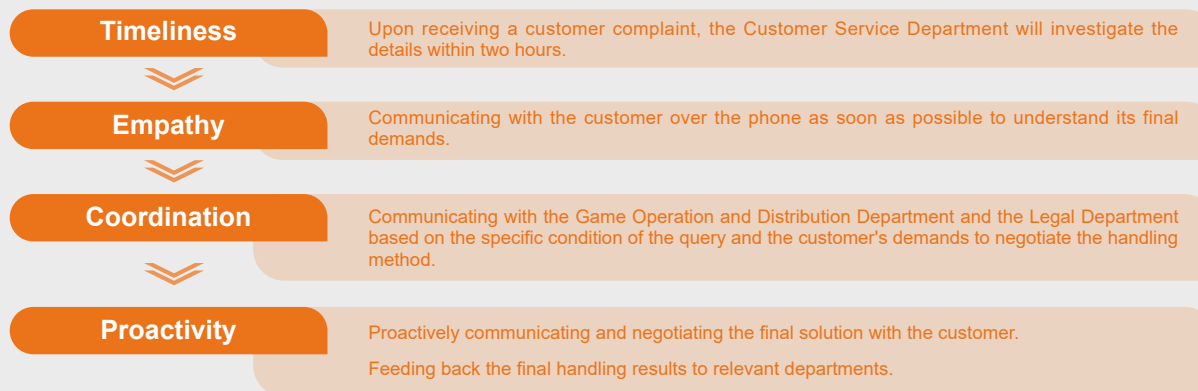 Timeliness
Upon receiving a customer complaint, the Customer Service Department will investigate the
details within two hours.
Empathy
Communicating with the customer over the phone as soon as possible to understand its final
demands.
Coordination
Communicating with the Game Operation and Distribution Department and the Legal Department
based on the specific condition of the query and the customer's demands to negotiate the handling
method.
Proactivity
Proactively communicating and negotiating the final solution with the customer.
Feeding back the final handling results to relevant departments.